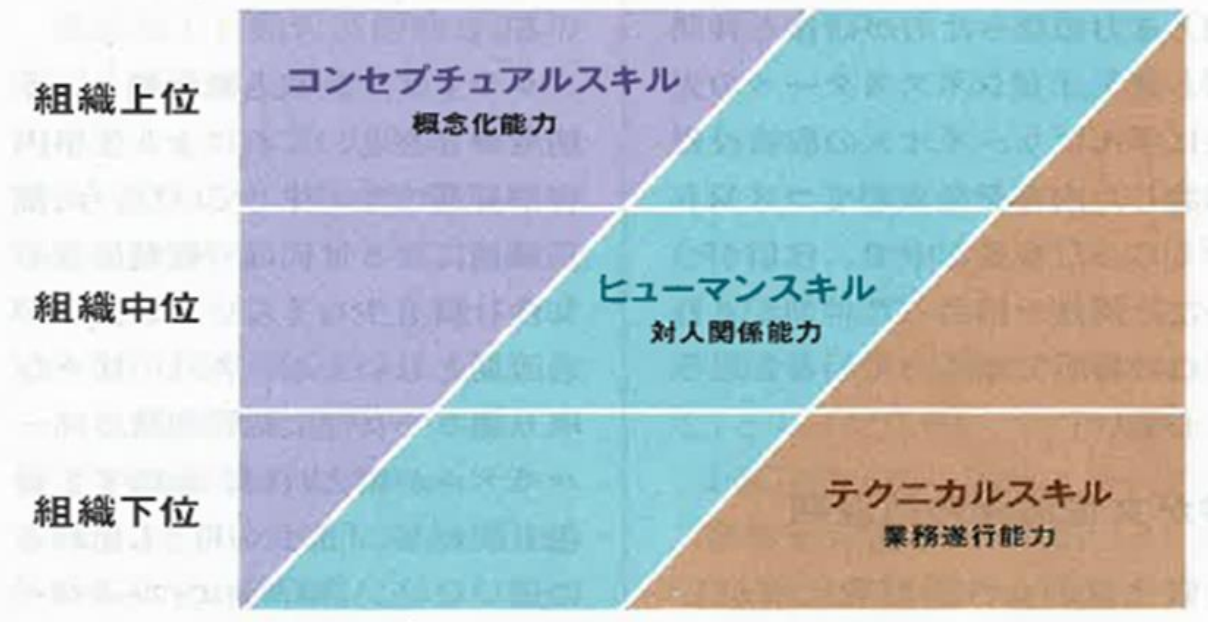 組織上位
コンセプチュアルスキル
概念化能力
組織中位
ヒューマンスキル
対人関係能力
組織下位
テクニカルスキル
業務遂行能力